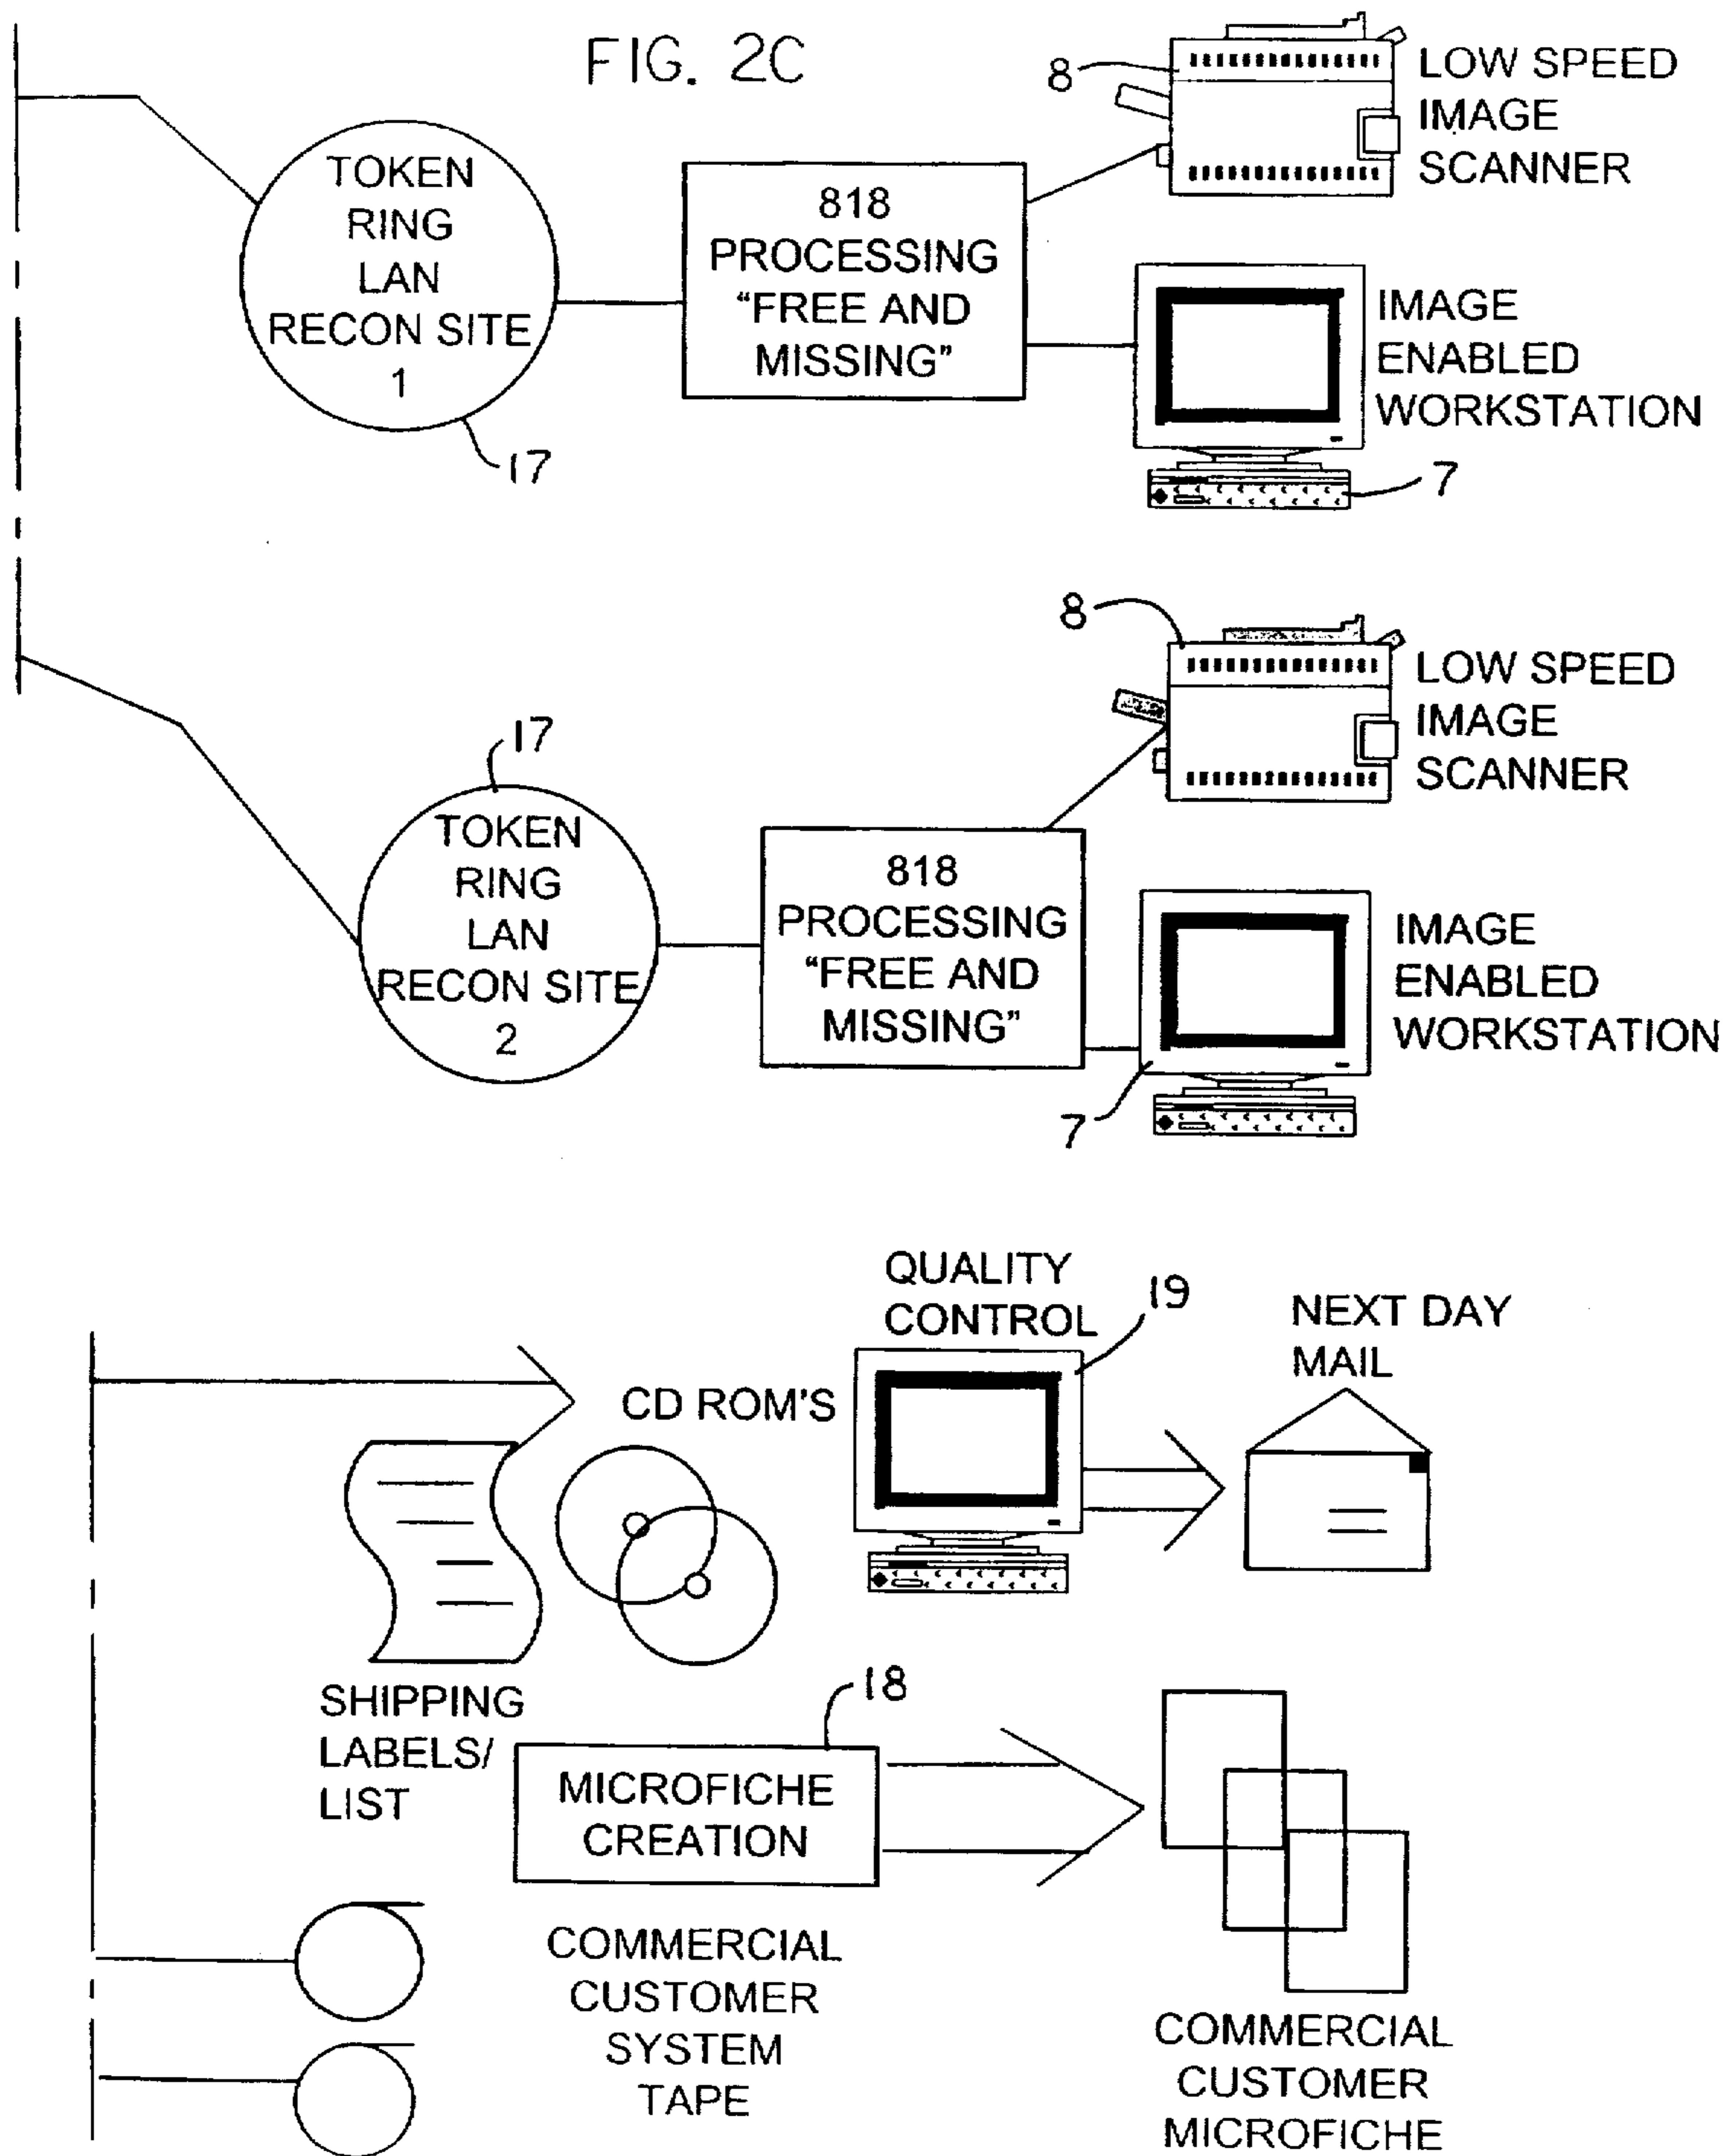 FIG. 2C
8
LOW SPEED
IMAGE
SCANNER
TOKEN
RING
LAN
RECON SITE
1
17
818
PROCESSING
“FREE AND
MISSING”
IMAGE
ENABLED
WORKSTATION
7
8
LOW SPEED
IMAGE
SCANNER
17
TOKEN
RING
LAN
RECON SITE
2
818
PROCESSING
“FREE AND
MISSING”
IMAGE
ENABLED
WORKSTATION
7
QUALITY
CONTROL
19
NEXT DAY
MAIL
CD ROM'S
SHIPPING
LABELS/
LIST
18
MICROFICHE
CREATION
COMMERCIAL
CUSTOMER
SYSTEM
TAPE
COMMERCIAL
CUSTOMER
MICROFICHE